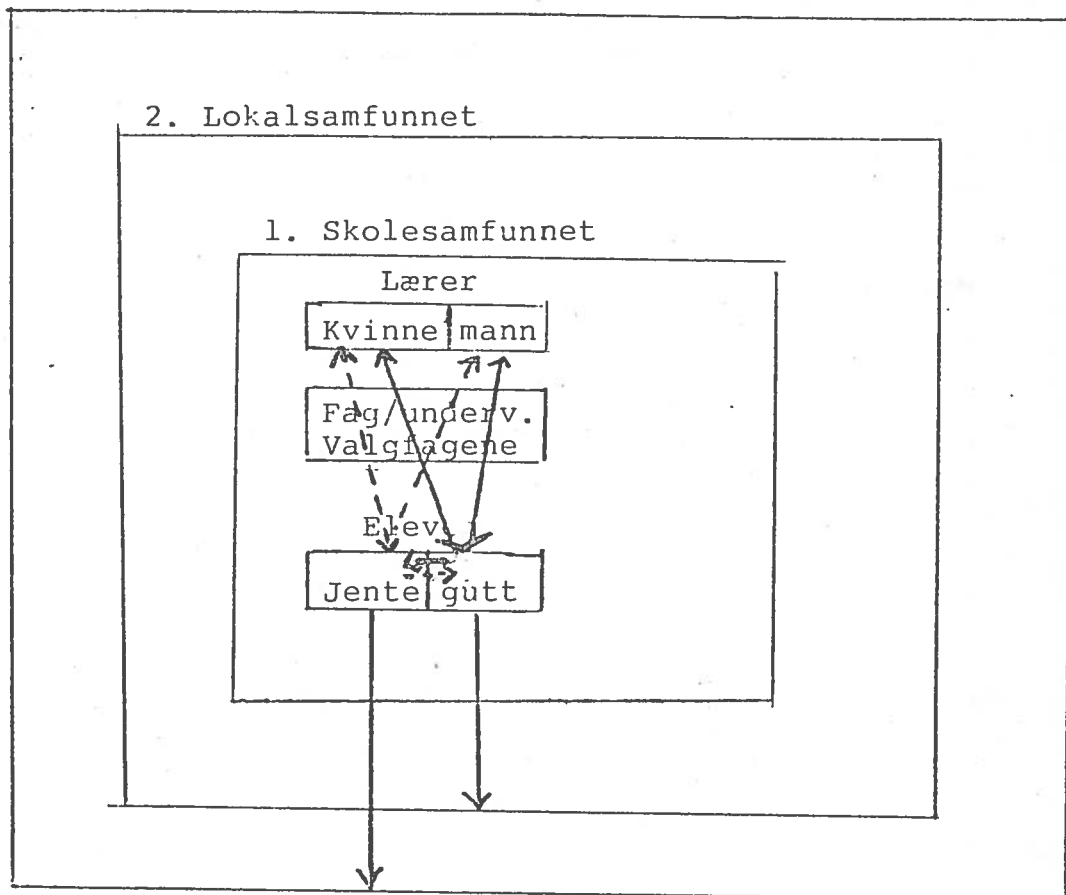 2. Lokalsamfunnet
1. Skolesamfunnet
Lærer
Kvinne mann
Fag/underv.
Valgfagene
Elev
Jente gutt